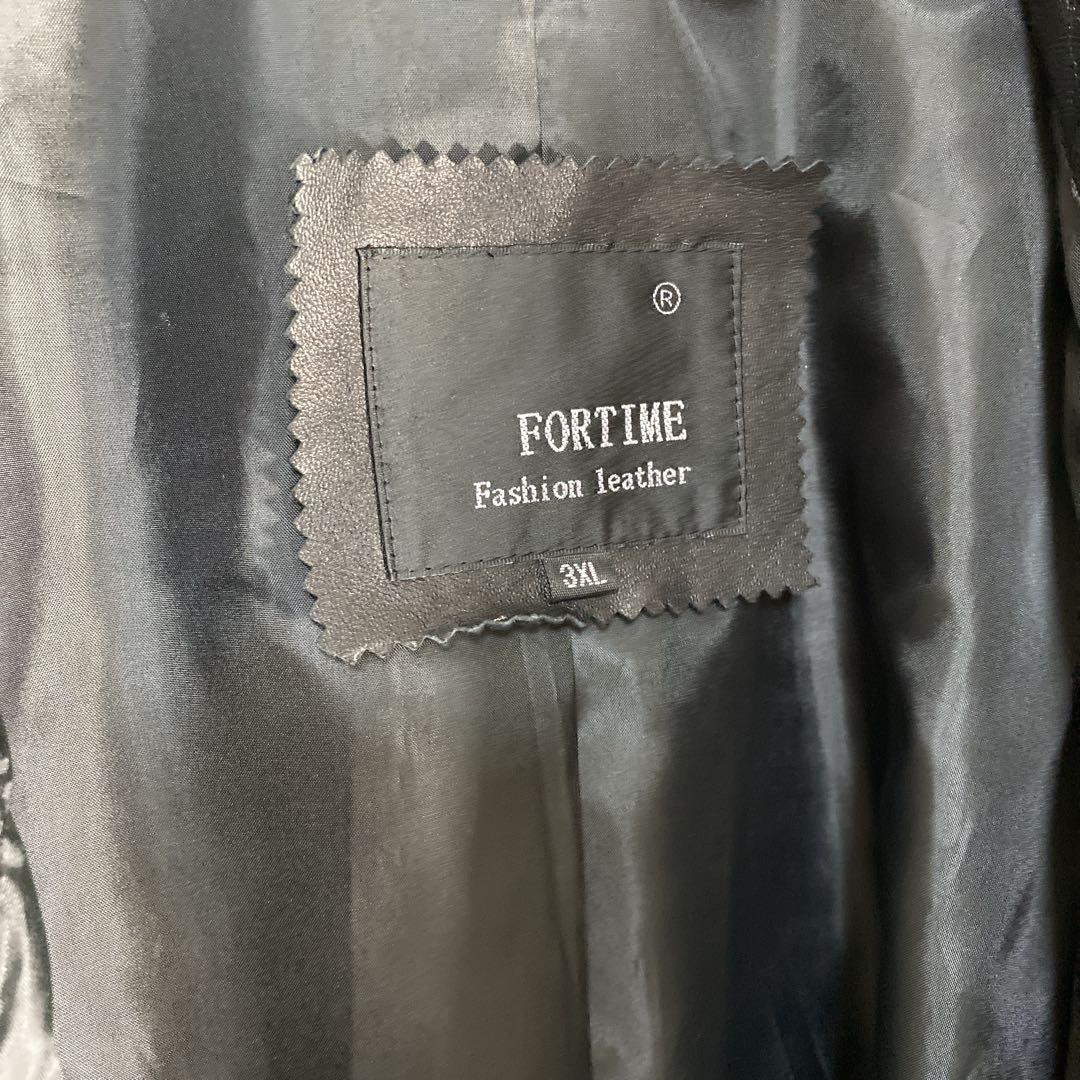 ®
FORTIME
Fashion leather
3XL